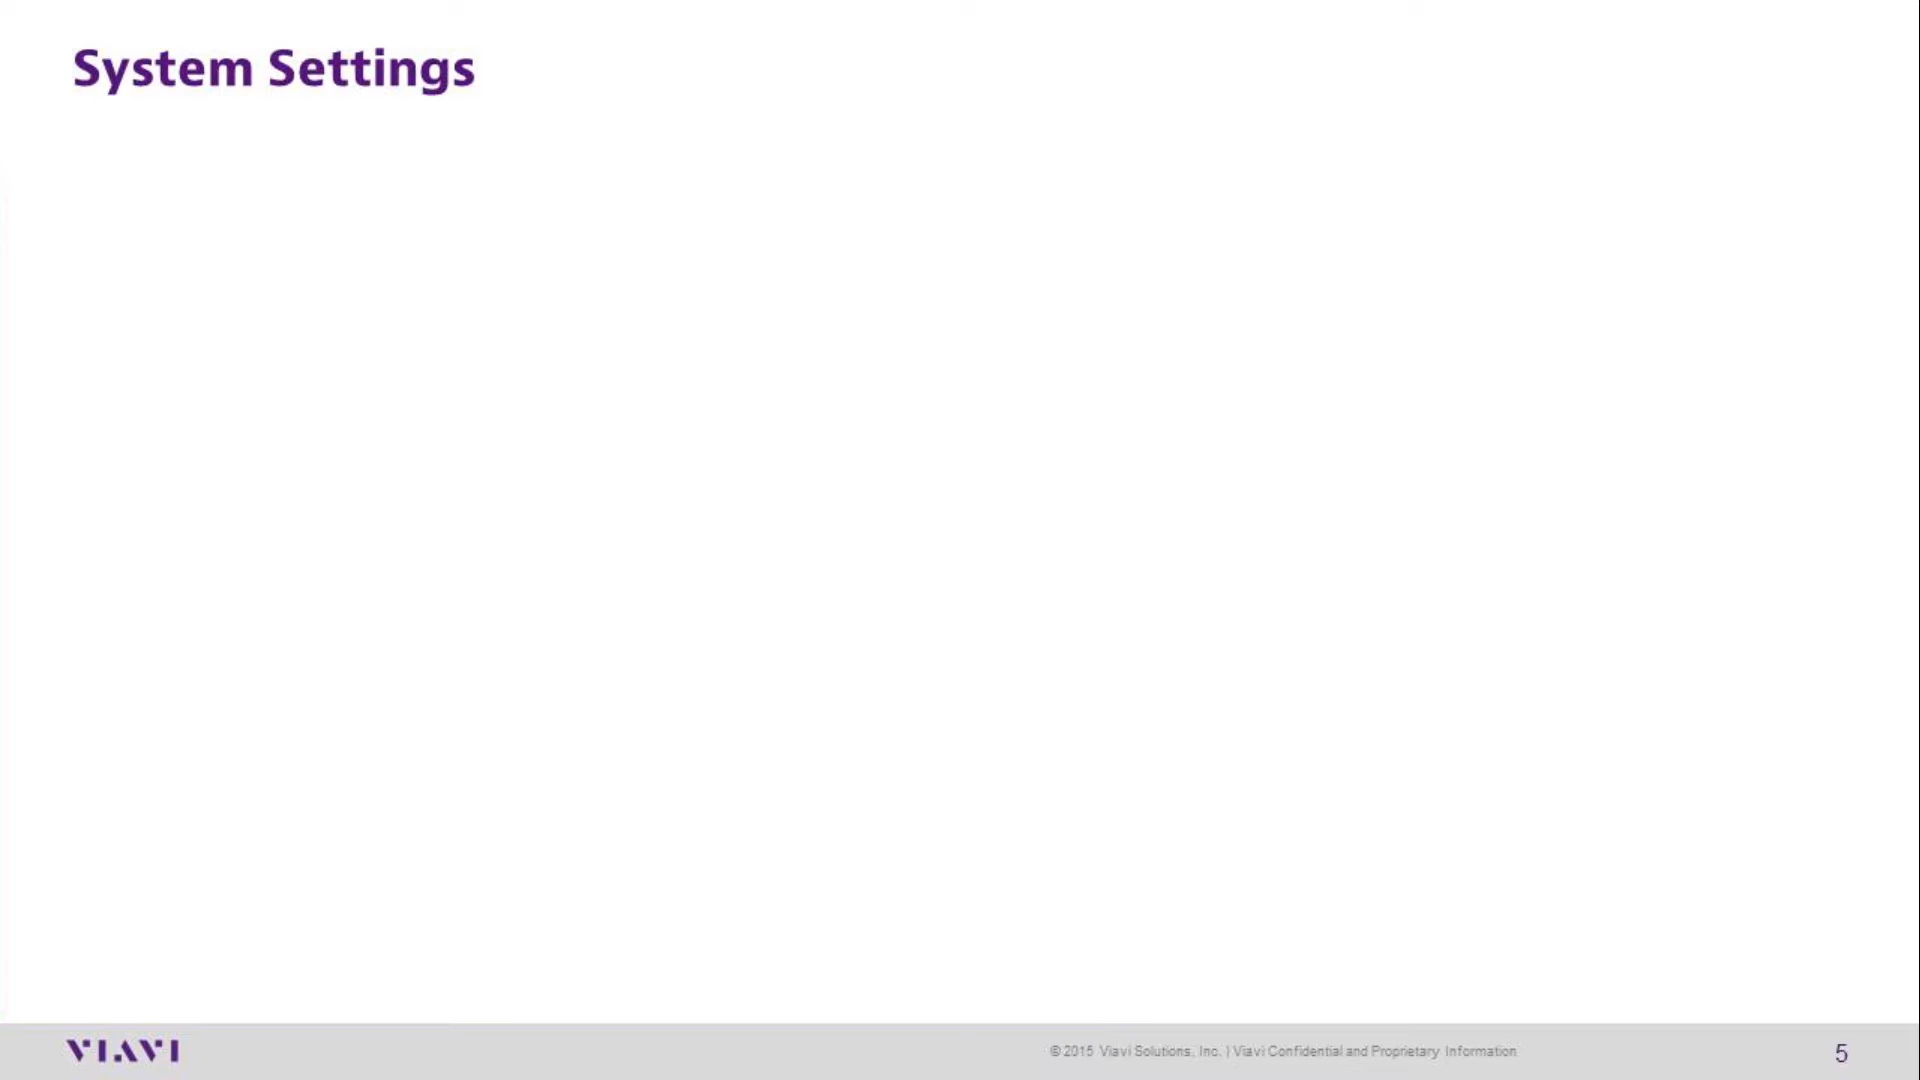 System Settings
VIAVI
© 2015 Viavi Solutions, Inc. | Viavi Confidential and Proprietary Information
5